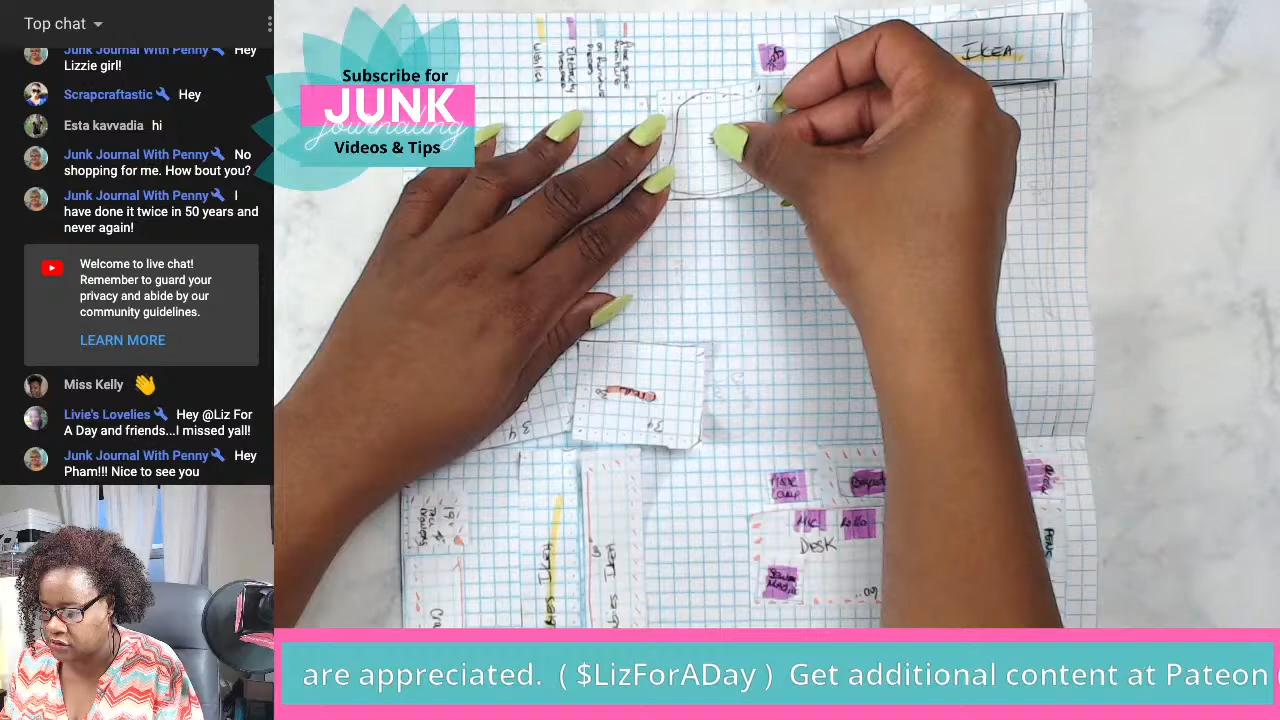 Top chat
Junk Journal With Penny Hey
Lizzie girl!
Scrapcraftastic Hey
Esta kavvadia hi
Junk Journal With Penny No
shopping for me. How bout you?
Junk Journal With Penny I
have done it twice in 50 years and
never again!
Welcome to live chat!
Remember to guard your
privacy and abide by our
community guidelines.
LEARN MORE
Miss Kelly 👋
Livie's Lovelies Hey @Liz For
A Day and friends...I missed yall!
Junk Journal With Penny Hey
Pham!!! Nice to see you
Subscribe for
JUNK
journaling
Videos & Tips
IKEA
DESK
MIC
IKEA
IKEA
are appreciated. ( $LizForADay ) Get additional content at Pateon